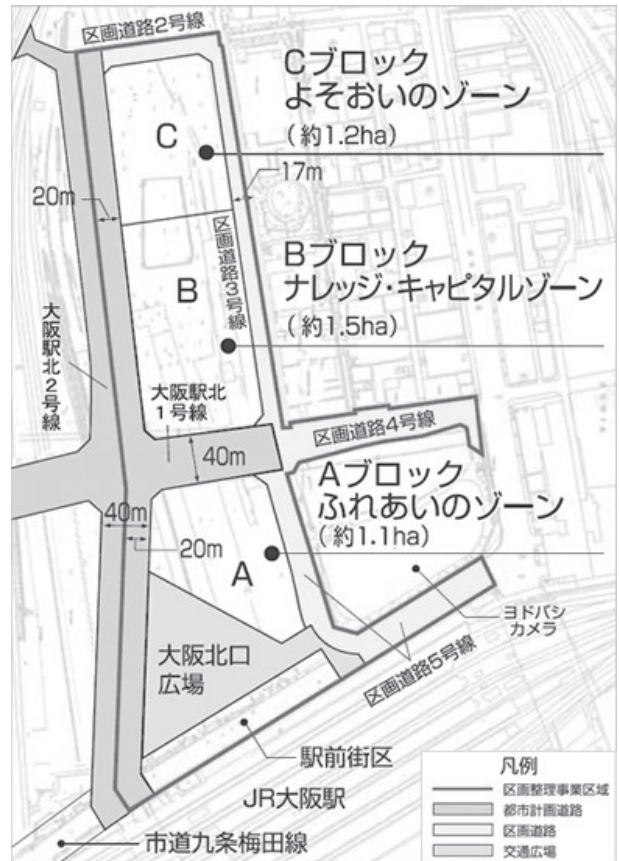 区画道路2号線
Cブロック
よそおいのゾーン
(約1.2ha)
C
17m
20m
区画道路3号線
Bブロック
ナレッジ・キャピタルゾーン
(約1.5ha)
B
大阪駅北2号線
大阪駅北
1号線
区画道路4号線
40m
Aブロック
ふれあいのゾーン
(約1.1ha)
40m
20m
A
ヨドバシ
カメラ
大阪北口
広場
区画道路5号線
駅前街区
JR大阪駅
市道九条梅田線
凡例
区画整理事業区域
都市計画道路
区画道路
交通広場